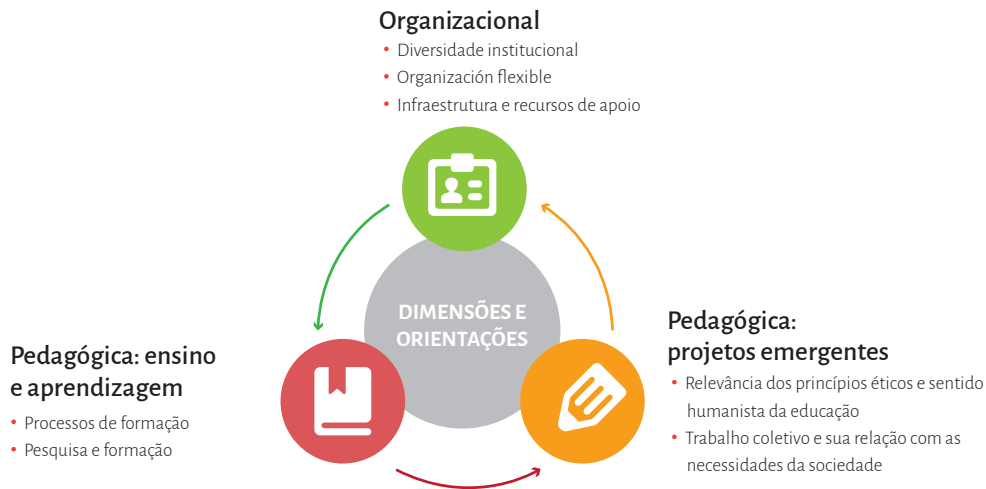 Organizacional
• Diversidade institucional
• Organización flexible
• Infraestrutura e recursos de apoio
DIMENSÕES E
ORIENTAÇÕES
Pedagógica: ensino
e aprendizagem
• Processos de formação
• Pesquisa e formação
Pedagógica:
projetos emergentes
• Relevância dos princípios éticos e sentido
humanista da educação
• Trabalho coletivo e sua relação com as
necessidades da sociedade